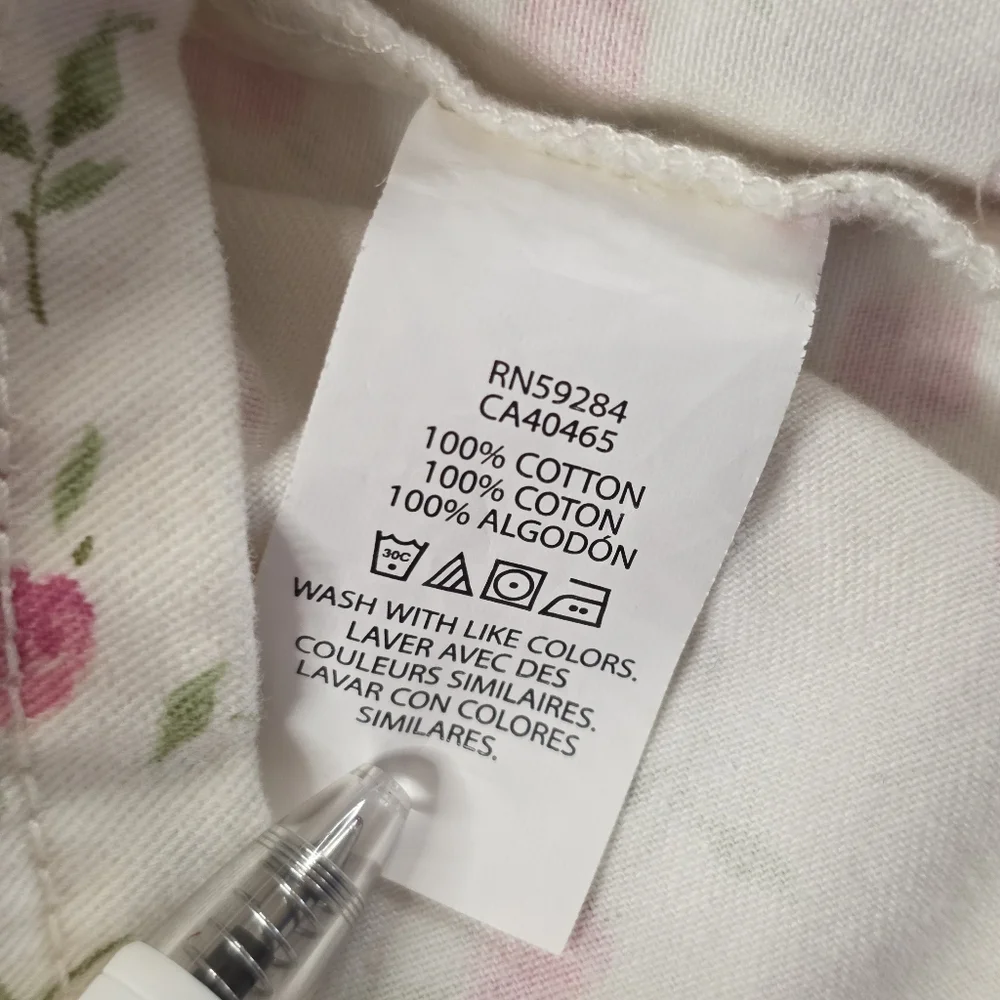 RN59284
CA40465
100% COTTON
100% COTON
100% ALGODÓN
30C
WASH WITH LIKE COLORS.
LAVER AVEC DES
COULEURS SIMILAIRES.
LAVAR CON COLORES
SIMILARES.